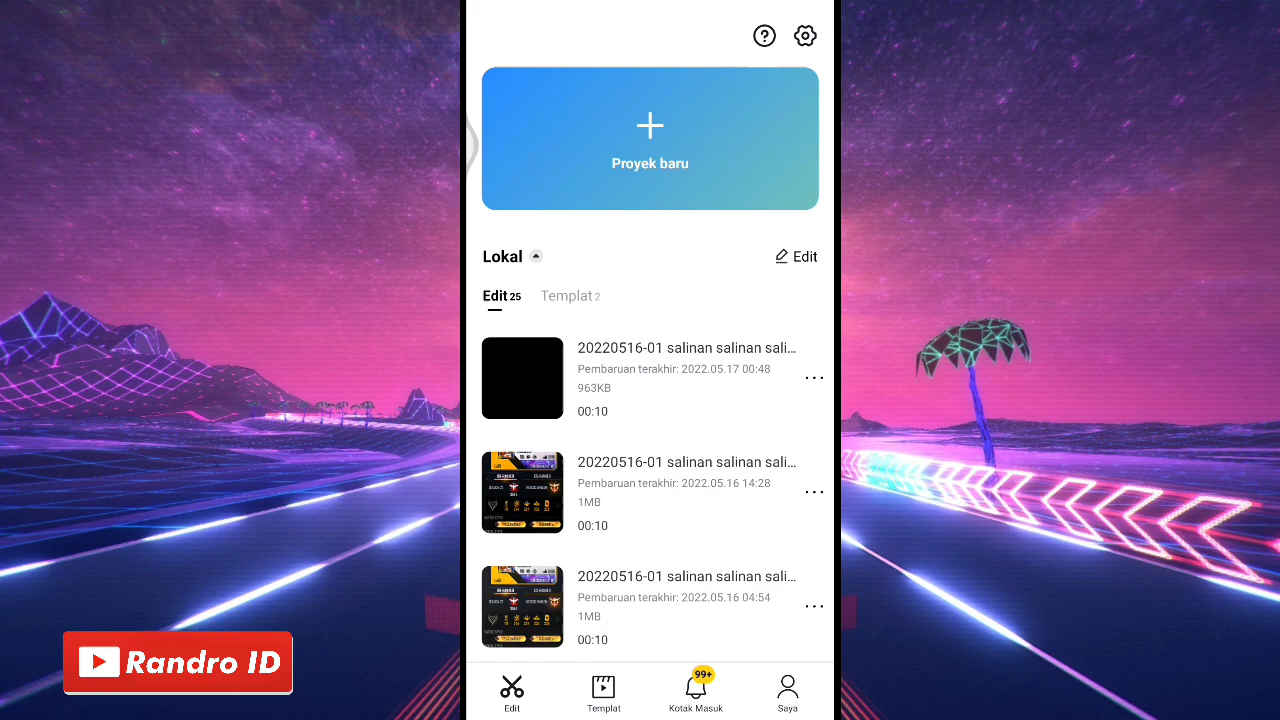 Proyek baru
Lokal
Edit
Edit 25
Templat 2
20220516-01 salinan salinan sali...
Pembaruan terakhir: 2022.05.17 00:48
963KB
00:10
20220516-01 salinan salinan sali...
Pembaruan terakhir: 2022.05.16 14:28
1MB
00:10
20220516-01 salinan salinan sali...
Pembaruan terakhir: 2022.05.16 04:54
1MB
00:10
Randro ID
99+
Edit
Templat
Kotak Masuk
Saya